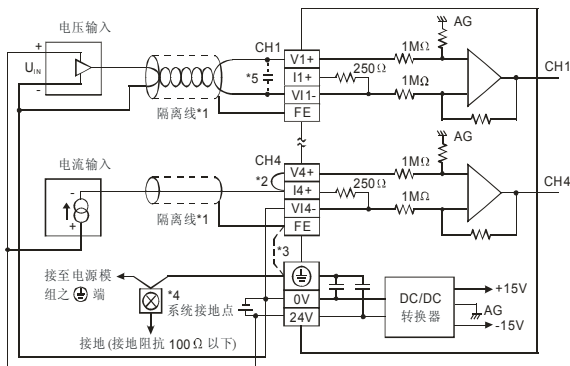 电压输入
+
UIN
-
隔离线*1
CH1
*5
V1+
I1+
VI1-
FE
250Ω
1MΩ
1MΩ
AG
CH1
电流输入
-
+
隔离线*1
CH4
*2
V4+
I4+
VI4-
FE
250Ω
1MΩ
1MΩ
AG
CH4
*3
接至电源模
组之 端
*4
系统接地点
接地(接地阻抗 100Ω 以下)
0V
24V
DC/DC
转换器
+15V
AG
-15V